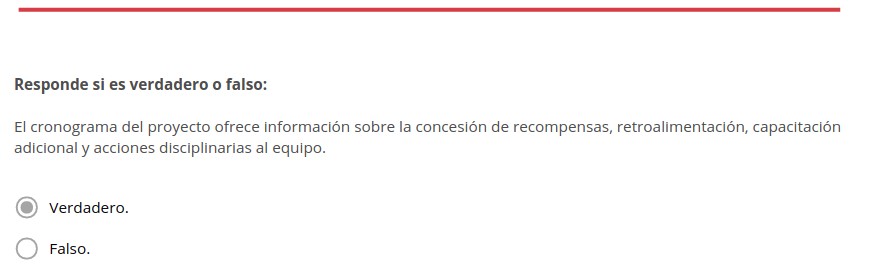 Responde si es verdadero o falso:
El cronograma del proyecto ofrece información sobre la concesión de recompensas, retroalimentación, capacitación
adicional y acciones disciplinarias al equipo.
Verdadero.
Falso.